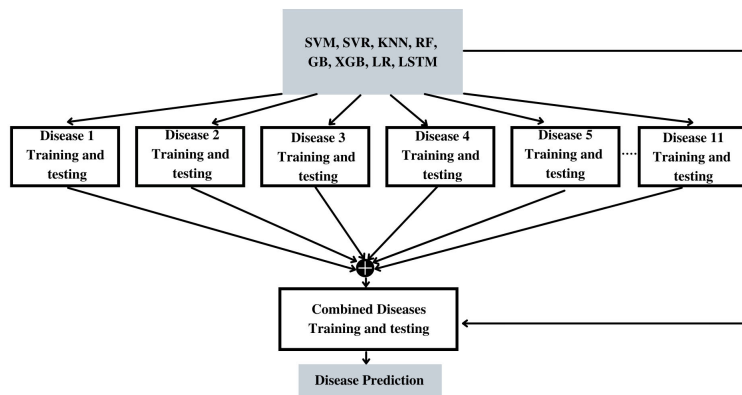 SVM, SVR, KNN, RF,
GB, XGB, LR, LSTM
Disease 1
Training and
testing
Disease 2
Training and
testing
Disease 3
Training and
testing
Disease 4
Training and
testing
Disease 5
Training and
testing
......
Disease 11
Training and
testing
Combined Diseases
Training and testing
Disease Prediction